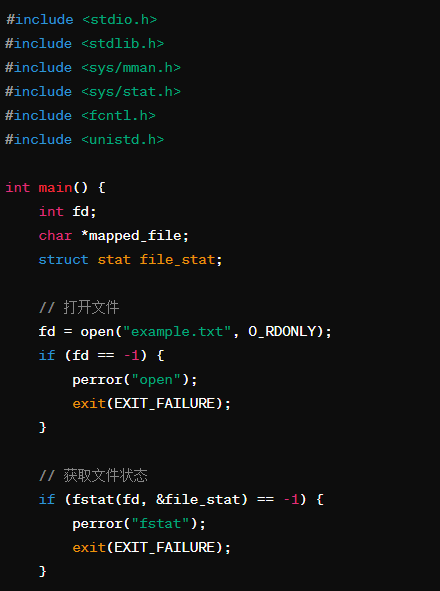 #include <stdio.h>
#include <stdlib.h>
#include <sys/mman.h>
#include <sys/stat.h>
#include <fcntl.h>
#include <unistd.h>
int main() {
int fd;
char *mapped_file;
struct stat file_stat;
// 打开文件
fd = open("example.txt", O_RDONLY);
if (fd == -1) {
perror("open");
exit(EXIT_FAILURE);
}
// 获取文件状态
if (fstat(fd, &file_stat) == -1) {
perror("fstat");
exit(EXIT_FAILURE);
}